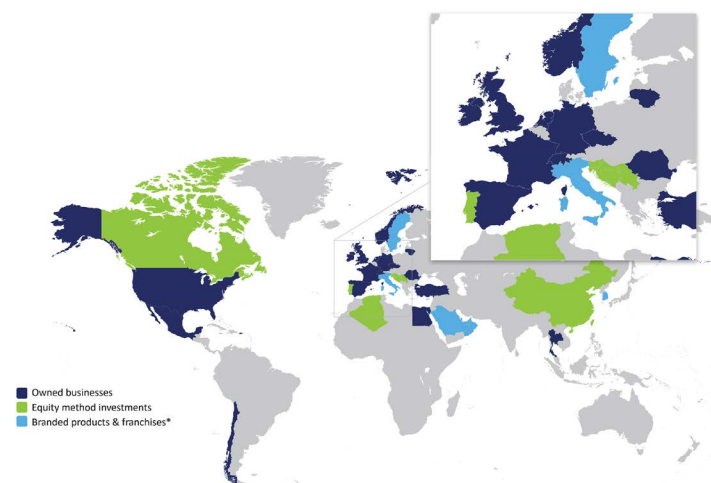 Owned businesses
Equity method investments
Branded products & franchises*